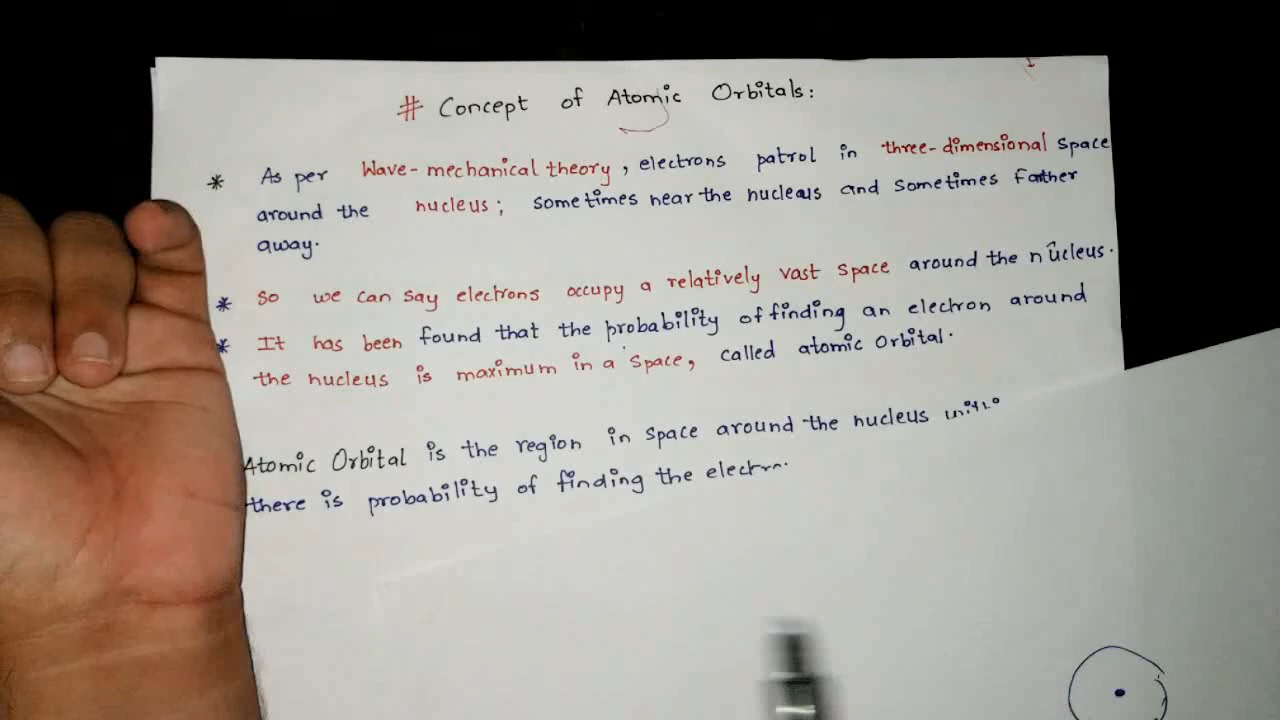 # Concept of Atomic Orbitals:
* As per Wave-mechanical theory, electrons patrol in three-dimensional space
around the nucleus; sometimes near the nucleus and sometimes farther
away.
* So we can say electrons occupy a relatively vast space around the nucleus.
* It has been found that the probability of finding an electron around
the nucleus is maximum in a space, called atomic orbital.
Atomic Orbital is the region in space around the nucleus
there is probability of finding the